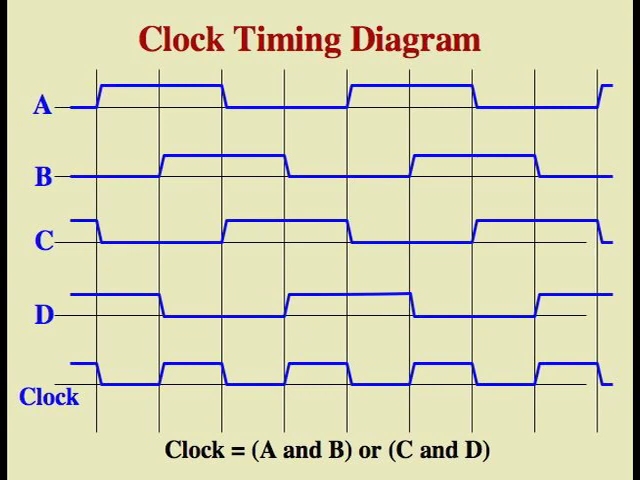 Clock Timing Diagram
A
B
C
D
Clock
Clock = (A and B) or (C and D)